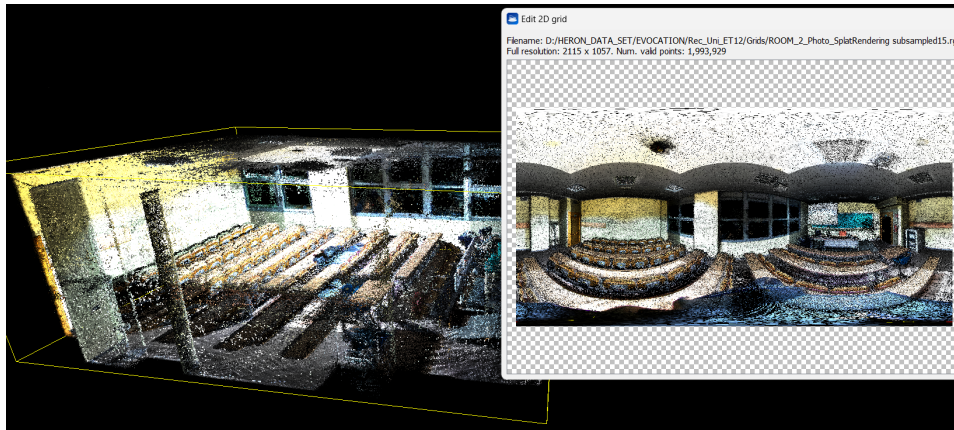 Edit 2D grid
Filename: D:/HERON_DATA_SET/EVOCATION/Rec_Uni_ET12/Grids/ROOM_2_Photo_SplatRendering subsampled15.rg
Full resolution: 2115 x 1057. Num. valid points: 1,993,929